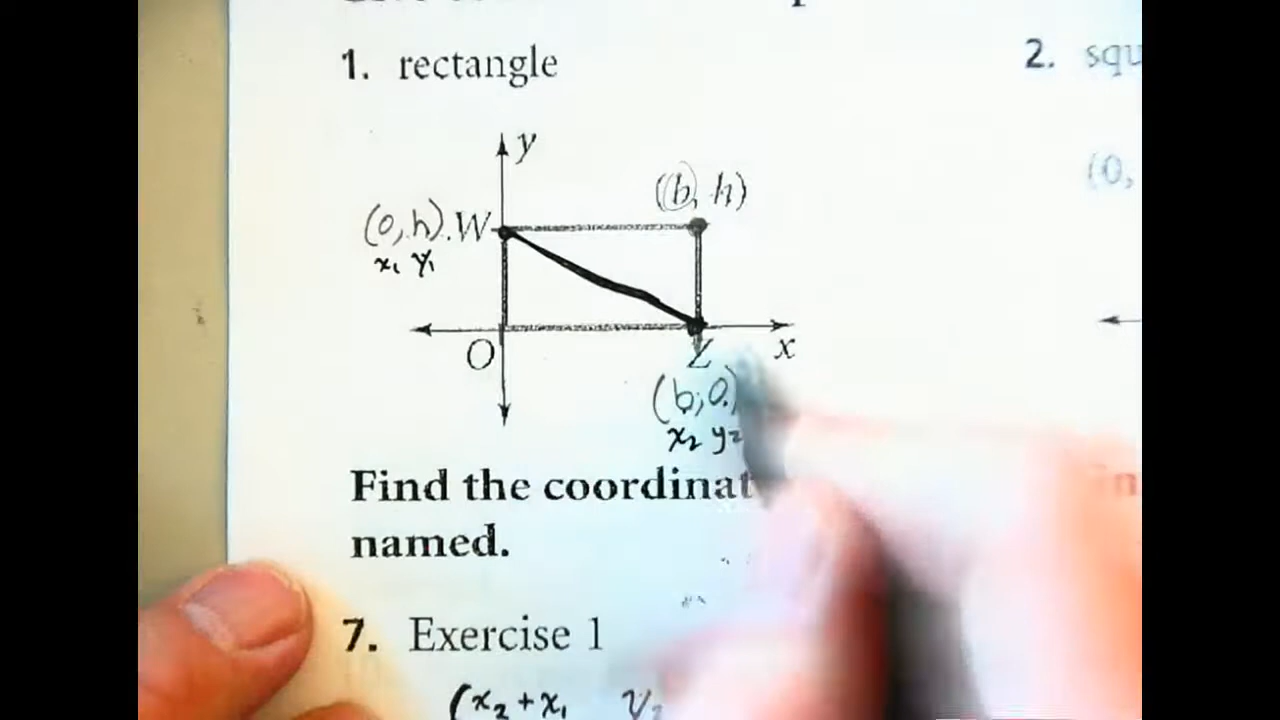 1. rectangle
2. squ
y
((b, h)
(0,
(0, h). W
x₁ y₁
O
Z
x
(b, 0)
x₂ y₂
Find the coordinat
named.
7. Exercise 1
(x₂ + x₁ y₂